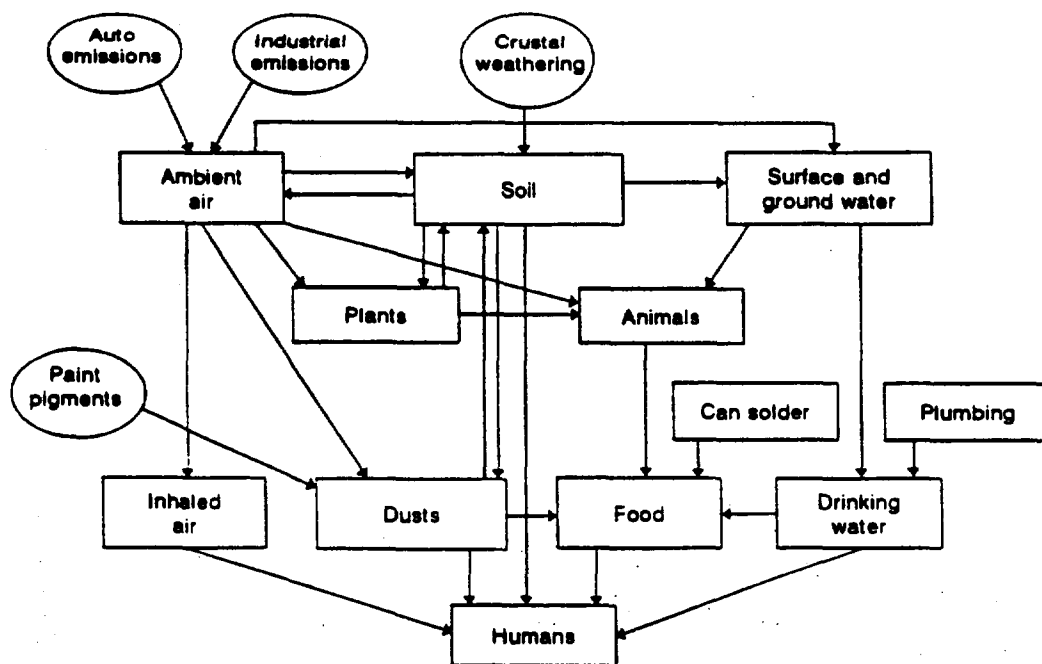 Auto
emissions
Industrial
emissions
Crustal
weathering
Ambient
air
Soil
Surface and
ground water
Plants
Animals
Paint
pigments
Can solder
Plumbing
Inhaled
air
Dusts
Food
Drinking
water
Humans